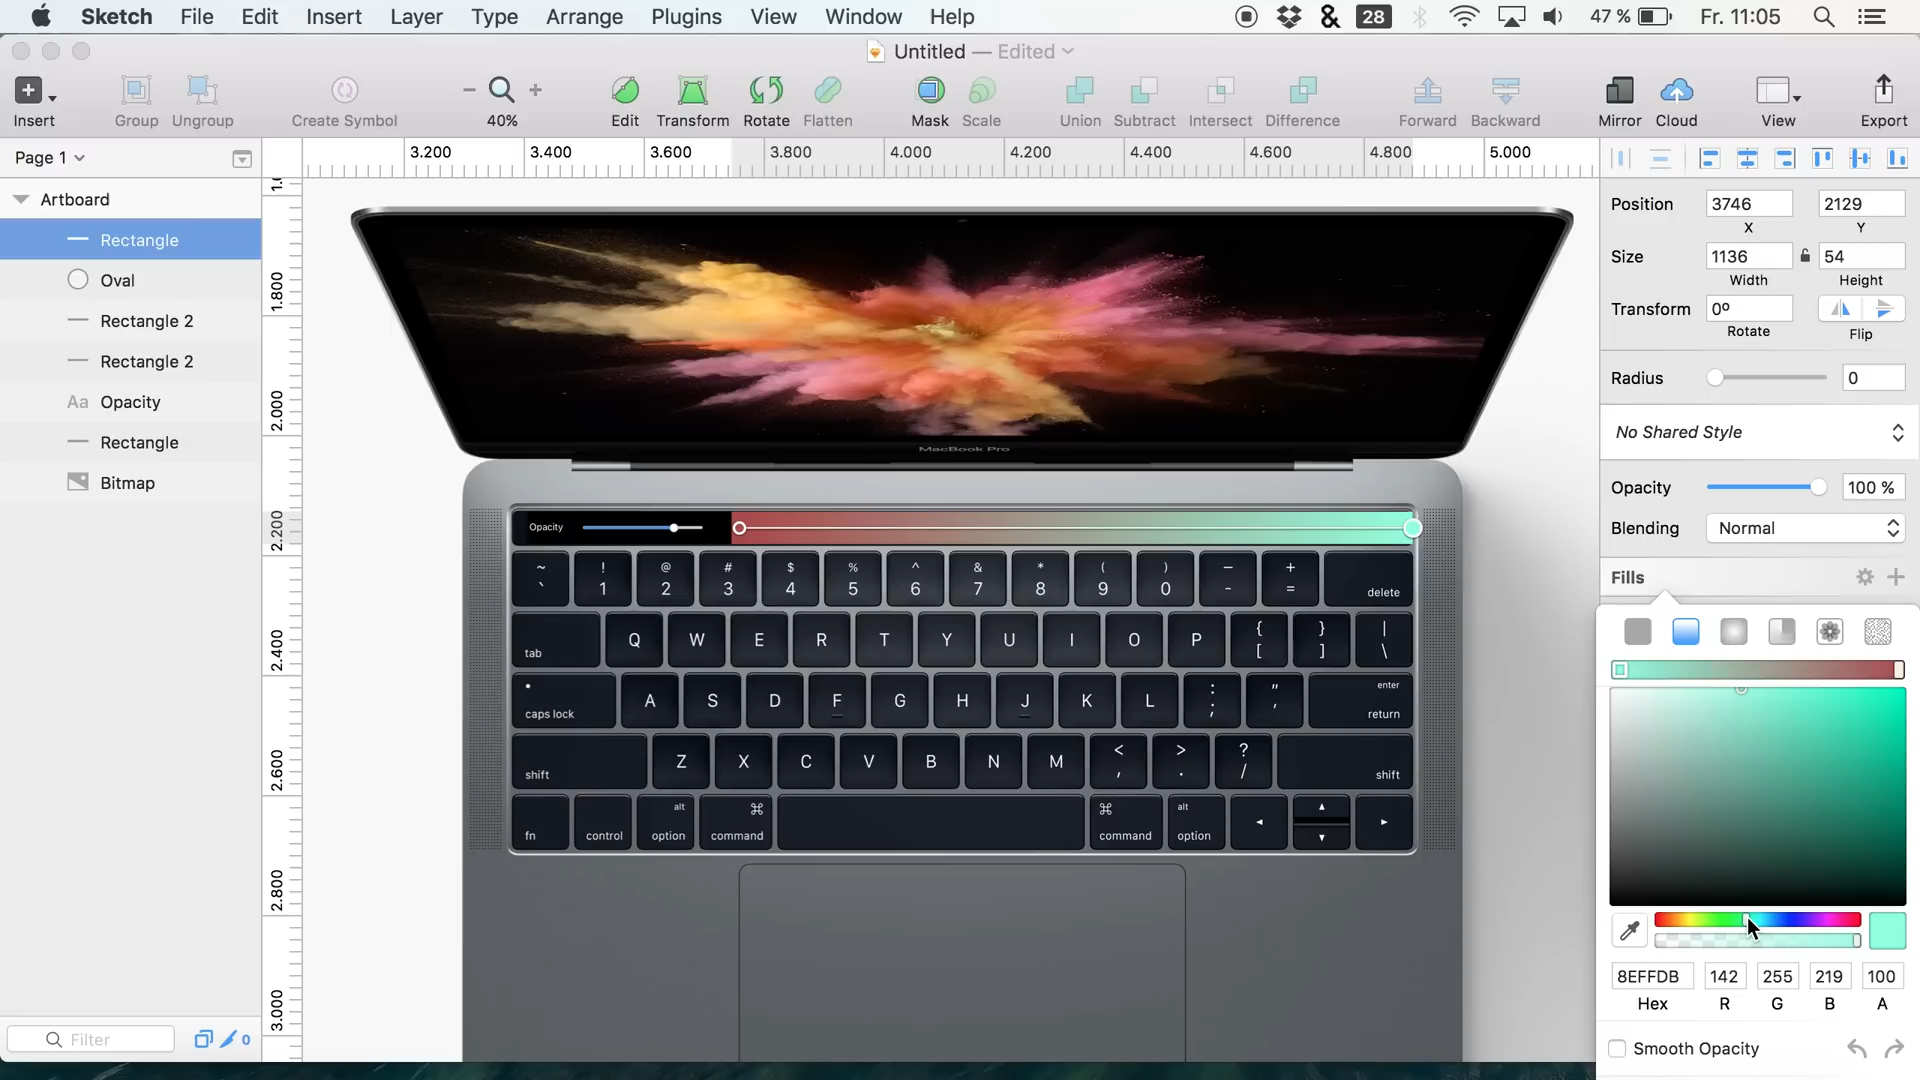 Sketch File Edit Insert Layer Type Arrange Plugins View Window Help 28 47 % Fr. 11:05
Untitled — Edited
Insert Group Ungroup Create Symbol 40% Edit Transform Rotate Flatten Mask Scale Union Subtract Intersect Difference Forward Backward Mirror Cloud View Export
Page 1
3.200 3.400 3.600 3.800 4.000 4.200 4.400 4.600 4.800 5.000
Artboard
Rectangle
Oval
Rectangle 2
Rectangle 2
Opacity
Rectangle
Bitmap
Filter 0
1.800
2.000
2.200
2.400
2.600
2.800
3.000
MacBook Pro
Opacity
~ ! @ # $ % ^ & * ( ) – +
` 1 2 3 4 5 6 7 8 9 0 - = delete
tab Q W E R T Y U I O P { [ } ] | \
caps lock A S D F G H J K L : ; " ' enter return
shift Z X C V B N M < , > . ? / shift
fn control alt option ⌘ command ⌘ command alt option ◂ ▴ ▾ ▸
Position 3746 2129
X Y
Size 1136 54
Width Height
Transform 0º
Rotate Flip
Radius 0
No Shared Style
Opacity 100 %
Blending Normal
Fills
8EFFDB 142 255 219 100
Hex R G B A
Smooth Opacity